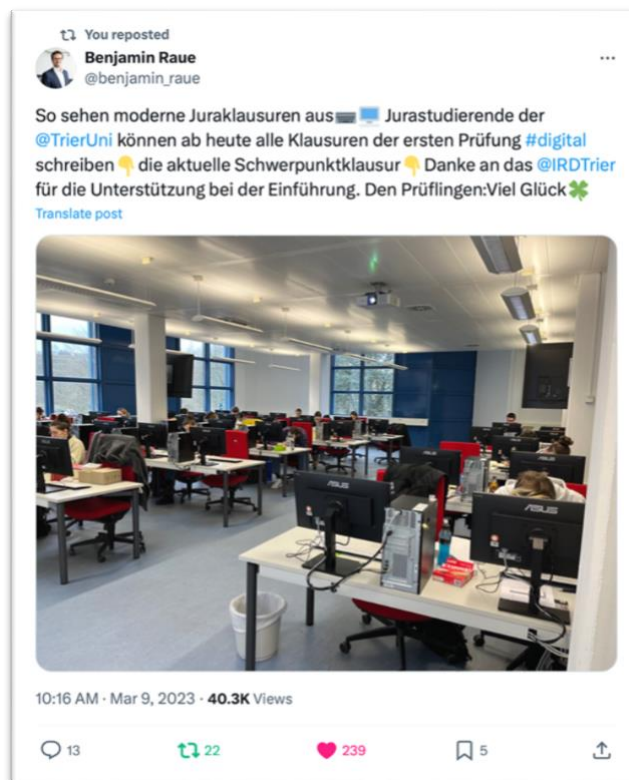 You reposted
Benjamin Raue
@benjamin_raue
So sehen moderne Juraklausuren aus Jurastudierende der
@TrierUni können ab heute alle Klausuren der ersten Prüfung #digital
schreiben👇die aktuelle Schwerpunktklausur👇Danke an das @IRDTrier
für die Unterstützung bei der Einführung. Den Prüflingen:Viel Glück🍀
Translate post
ASUS
ASUS
10:16 AM · Mar 9, 2023 · 40.3K Views
13 22 239 5